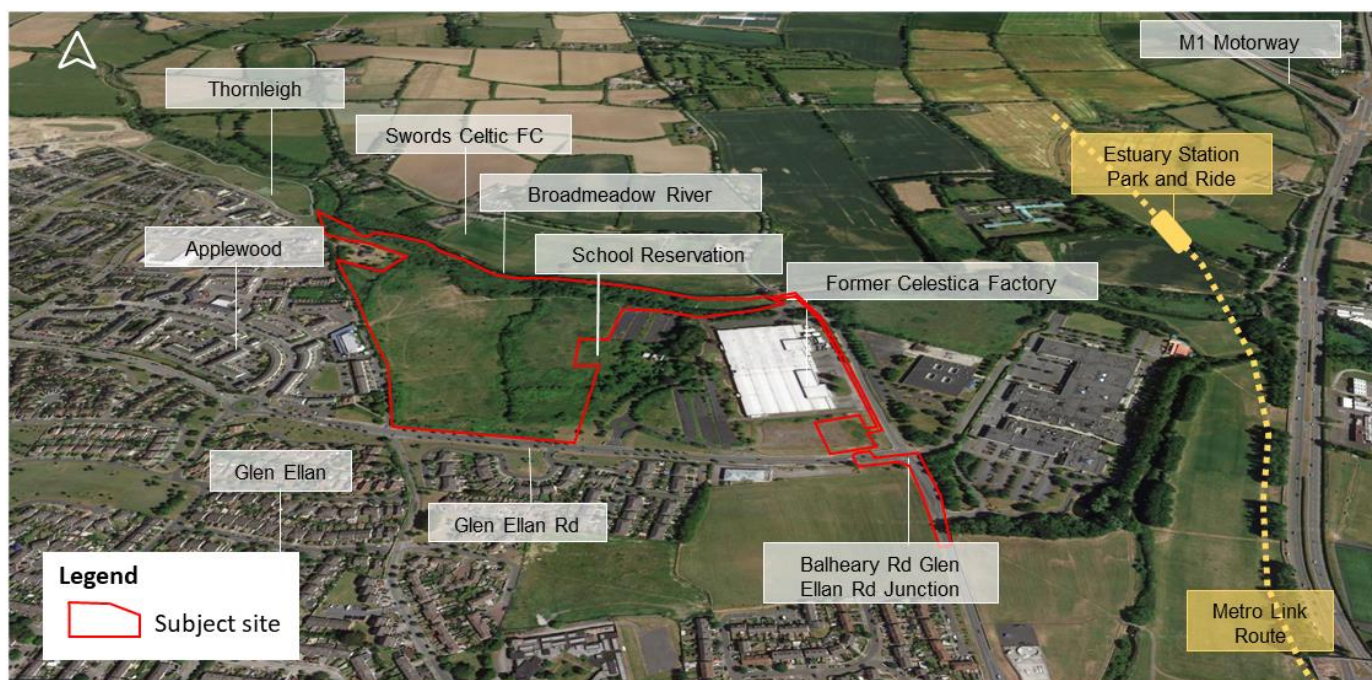 M1 Motorway
Thornleigh
Swords Celtic FC
Estuary Station
Park and Ride
Broadmeadow River
Applewood
School Reservation
Former Celestica Factory
Glen Ellan
Glen Ellan Rd
Balheary Rd Glen
Ellan Rd Junction
Legend
Subject site
Metro Link
Route